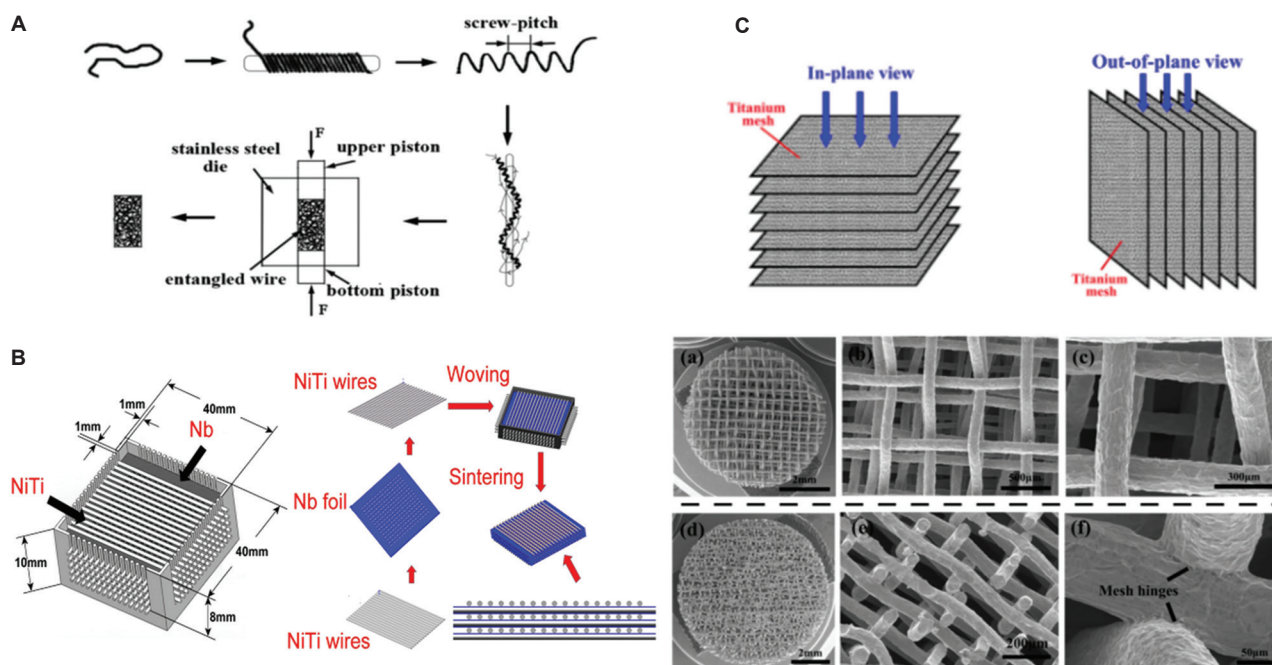 A
screw-pitch
F
stainless steel
die
upper piston
entangled wire
bottom piston
F
B
1mm
40mm
1mm
Nb
NiTi
10mm
40mm
8mm
NiTi wires
Woving
Nb foil
Sintering
NiTi wires
C
In-plane view
Titanium
mesh
Out-of-plane view
Titanium
mesh
(a)
2mm
(b)
500μm
(c)
300μm
(d)
2mm
(e)
200μm
(f)
Mesh hinges
50μm